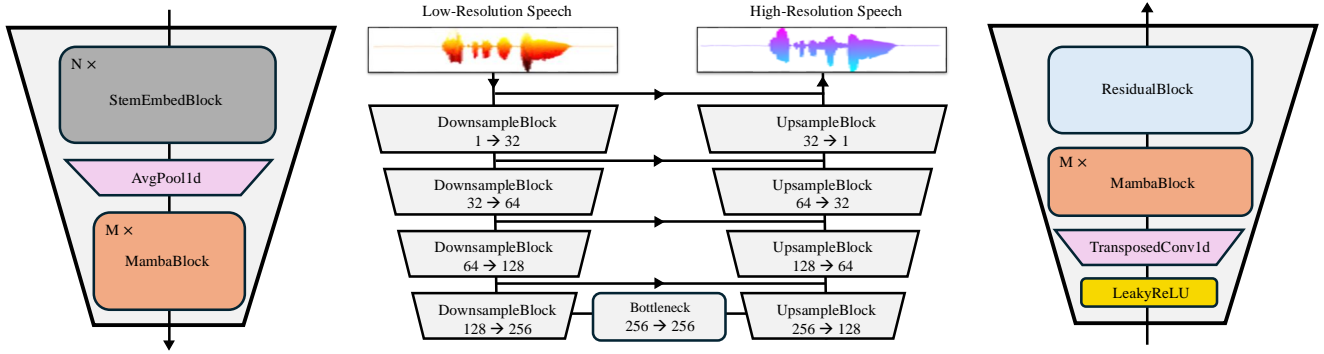 N ×
StemEmbedBlock
AvgPool1d
M ×
MambaBlock
Low-Resolution Speech
High-Resolution Speech
DownsampleBlock
1 → 32
UpsampleBlock
32 → 1
DownsampleBlock
32 → 64
UpsampleBlock
64 → 32
DownsampleBlock
64 → 128
UpsampleBlock
128 → 64
DownsampleBlock
128 → 256
Bottleneck
256 → 256
UpsampleBlock
256 → 128
ResidualBlock
M ×
MambaBlock
TransposedConv1d
LeakyReLU